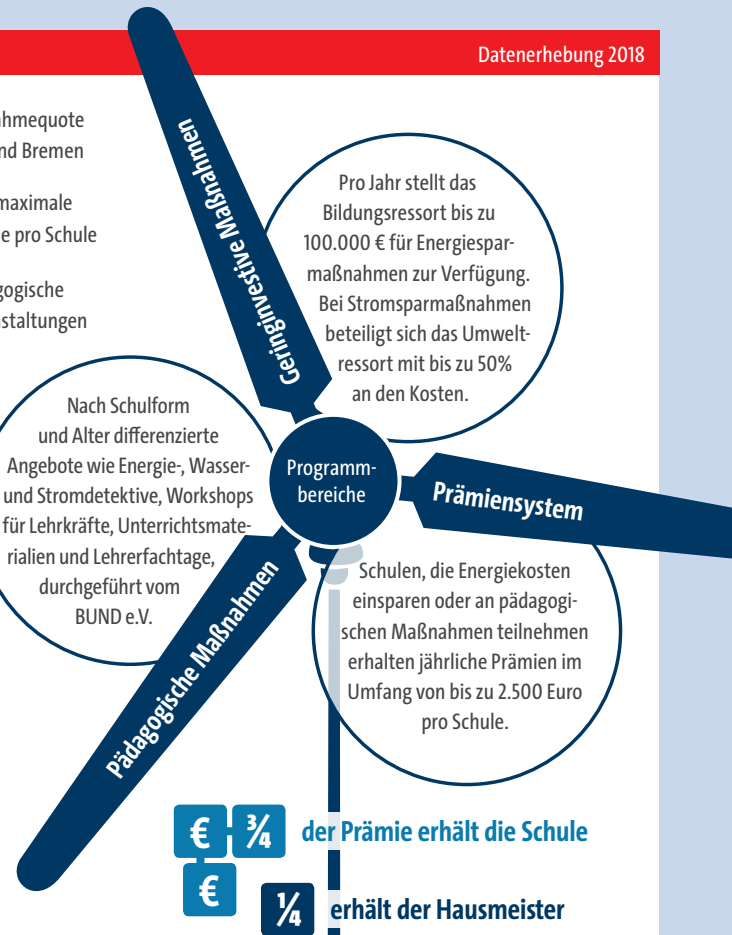 Datenerhebung 2018
nd Bremen
maximale
e pro Schule
Geringinvestive Maßnahmen
Pro Jahr stellt das
Bildungsressort bis zu
100.000 € für Energiespar-
maßnahmen zur Verfügung.
Bei Stromsparmaßnahmen
beteiligt sich das Umwelt-
ressort mit bis zu 50%
an den Kosten.
Nach Schulform
und Alter differenzierte
Angebote wie Energie-, Wasser-
und Stromdetektive, Workshops
für Lehrkräfte, Unterrichtsmate-
rialien und Lehrerfachtage,
durchgeführt vom
BUND e.V.
Programm-
bereiche
Prämiensystem
Schulen, die Energiekosten
einsparen oder an pädagogi-
schen Maßnahmen teilnehmen
erhalten jährliche Prämien im
Umfang von bis zu 2.500 Euro
pro Schule.
Pädagogische Maßnahmen
€ ¾ der Prämie erhält die Schule
€
¼ erhält der Hausmeister